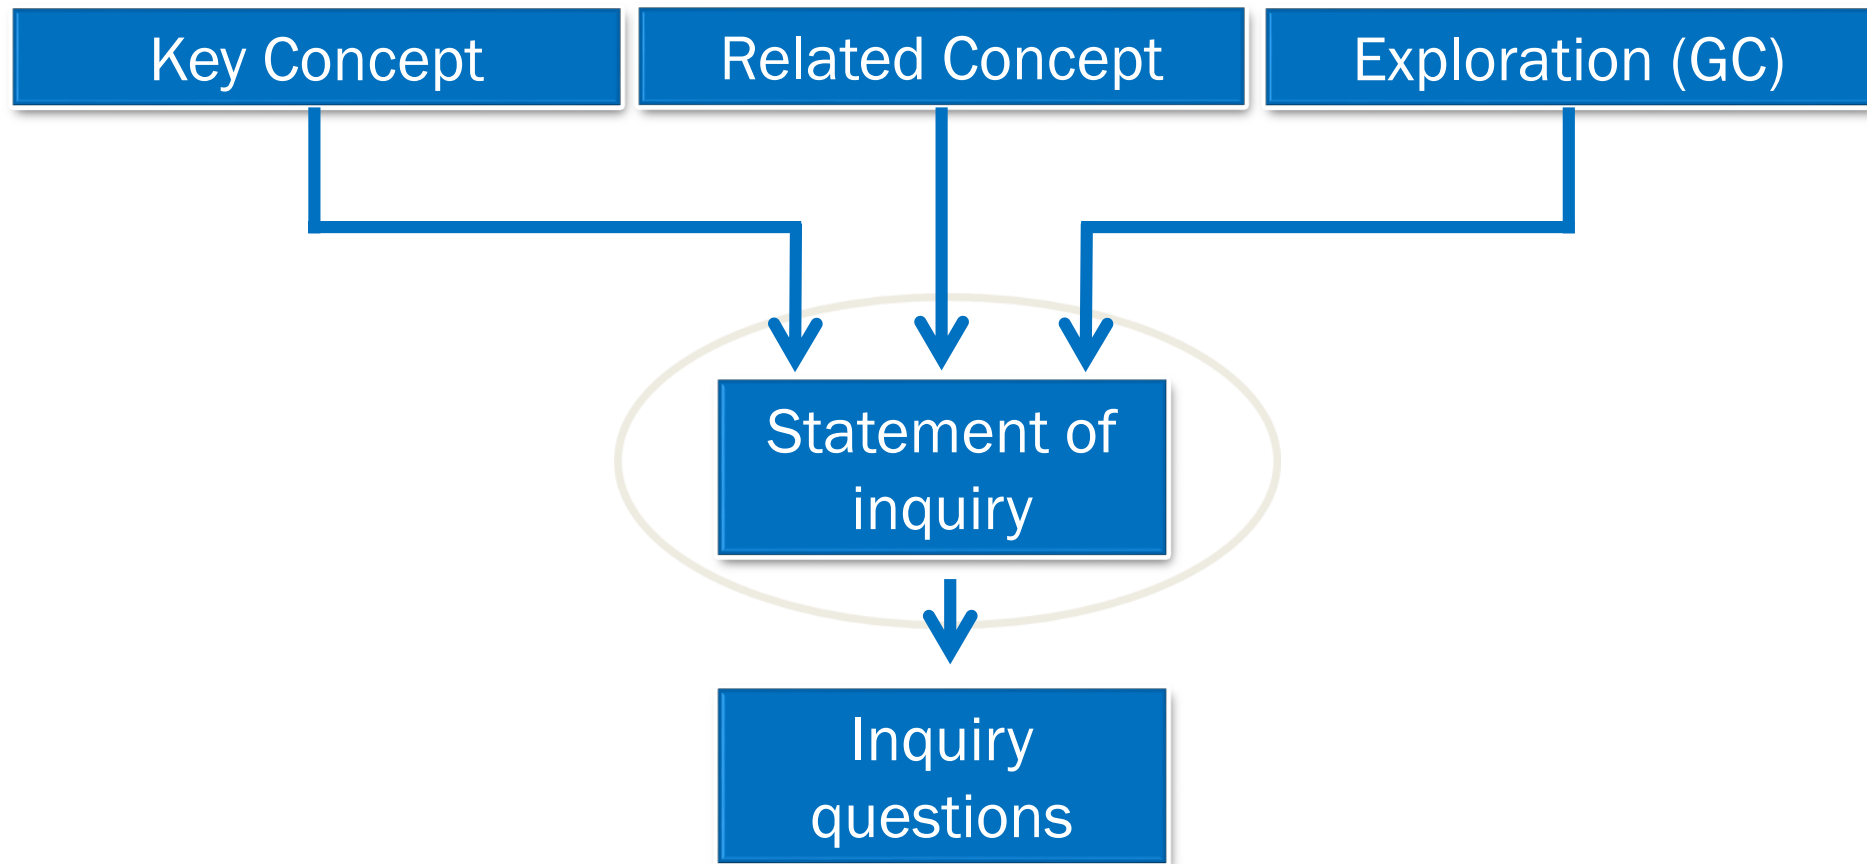 Key Concept
Related Concept
Exploration (GC)
Statement of
inquiry
Inquiry
questions